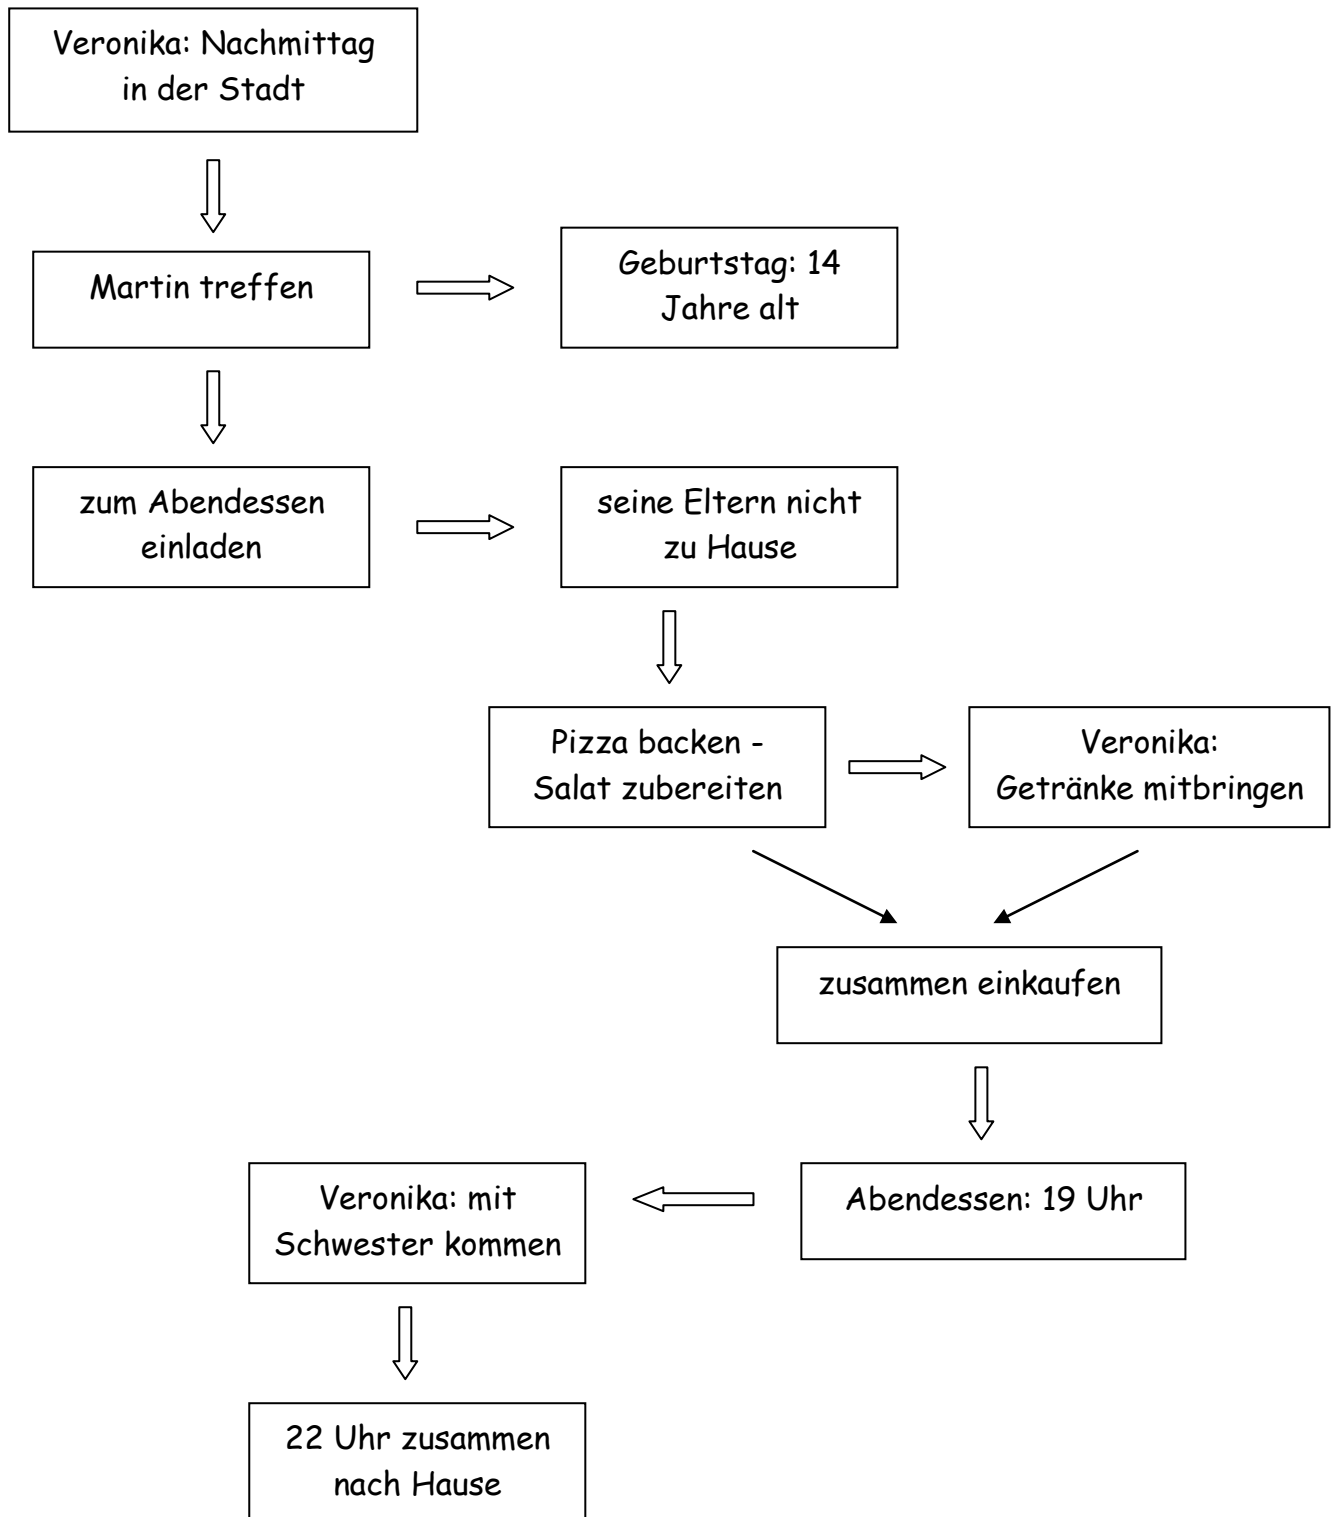 Veronika: Nachmittag
in der Stadt
Martin treffen
Geburtstag: 14
Jahre alt
zum Abendessen
einladen
seine Eltern nicht
zu Hause
Pizza backen -
Salat zubereiten
Veronika:
Getränke mitbringen
zusammen einkaufen
Abendessen: 19 Uhr
Veronika: mit
Schwester kommen
22 Uhr zusammen
nach Hause